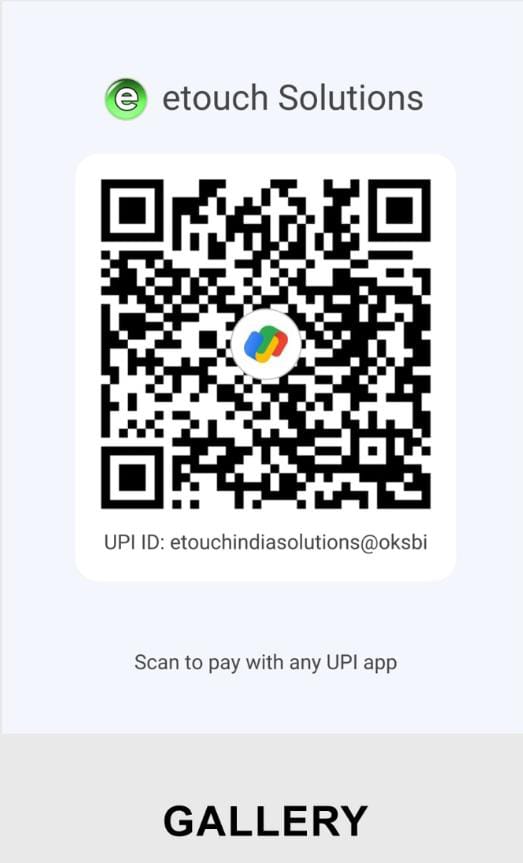 e etouch Solutions
UPI ID: etouchindiasolutions@oksbi
Scan to pay with any UPI app
GALLERY